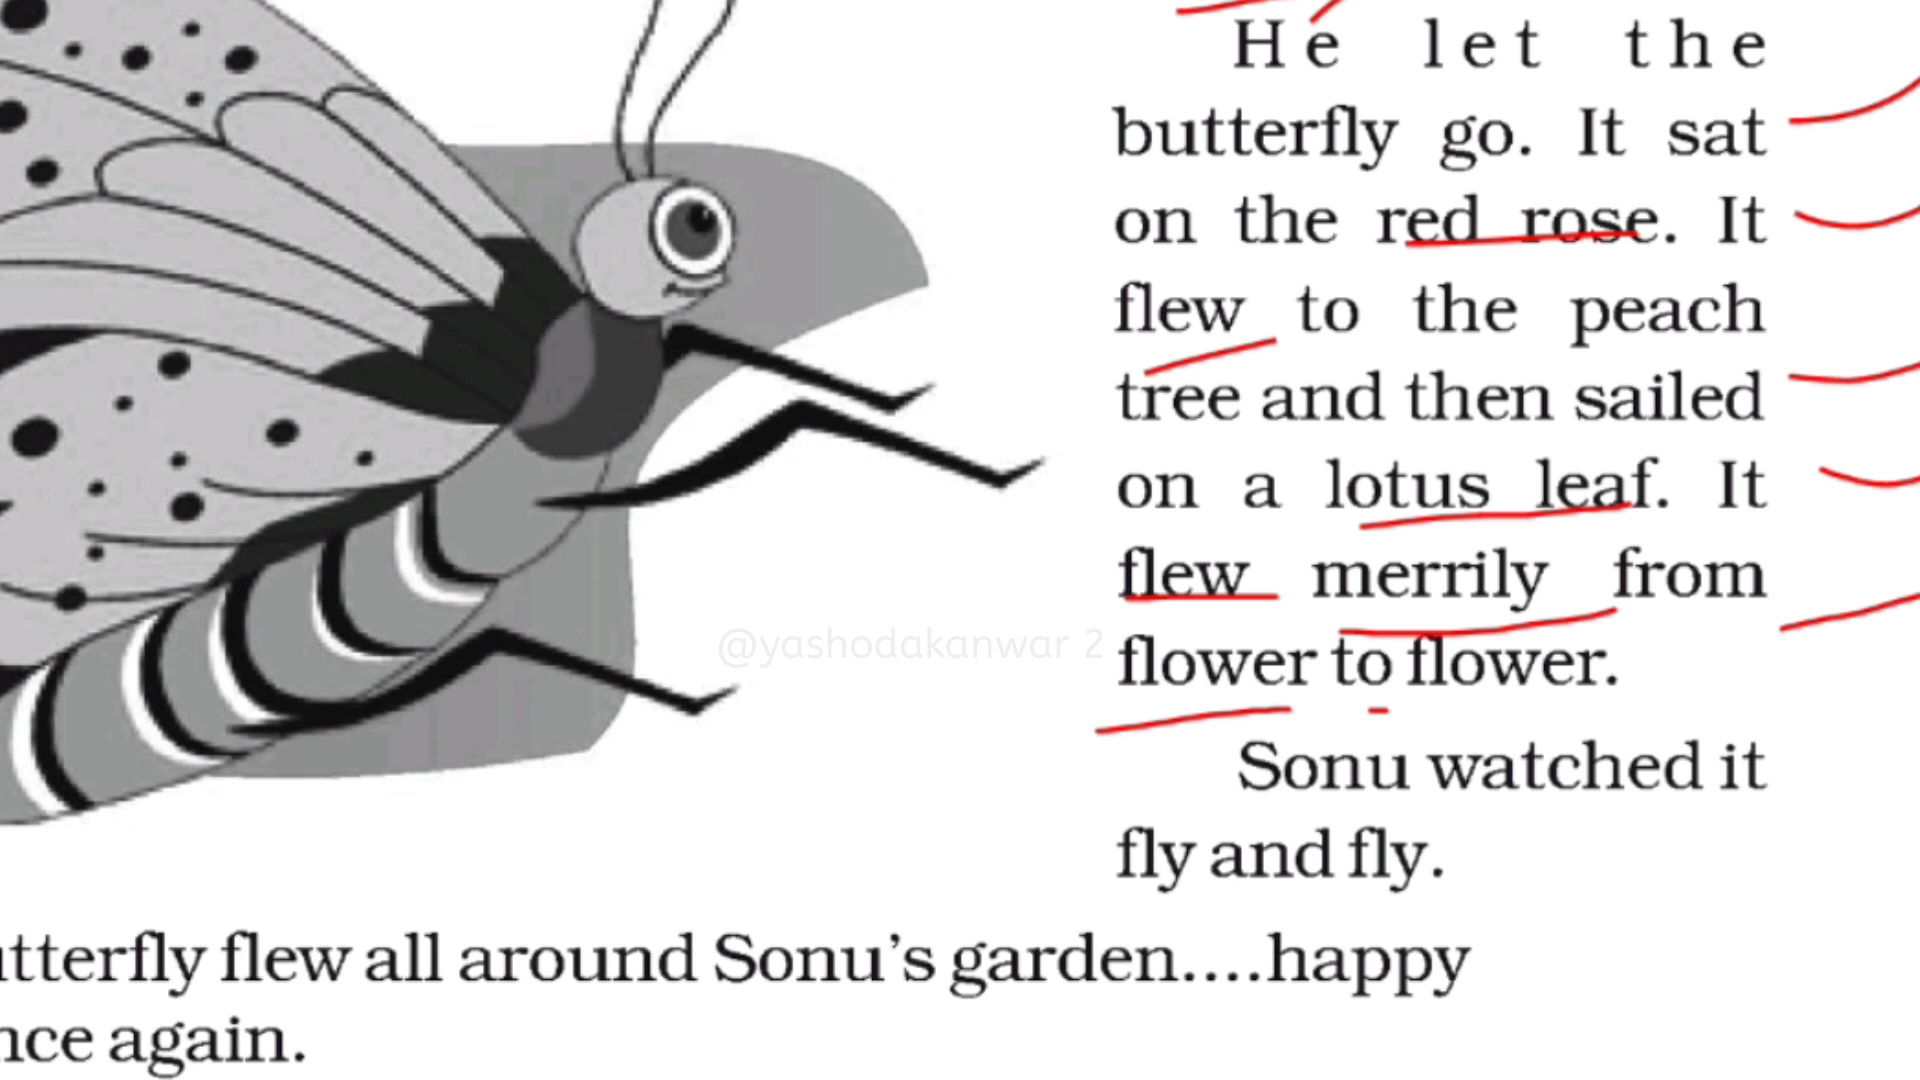 He let the
butterfly go. It sat
on the red rose. It
flew to the peach
tree and then sailed
on a lotus leaf. It
flew merrily from
@yashodakanwar 2
flower to flower.
Sonu watched it
fly and fly.
utterfly flew all around Sonu's garden....happy
nce again.